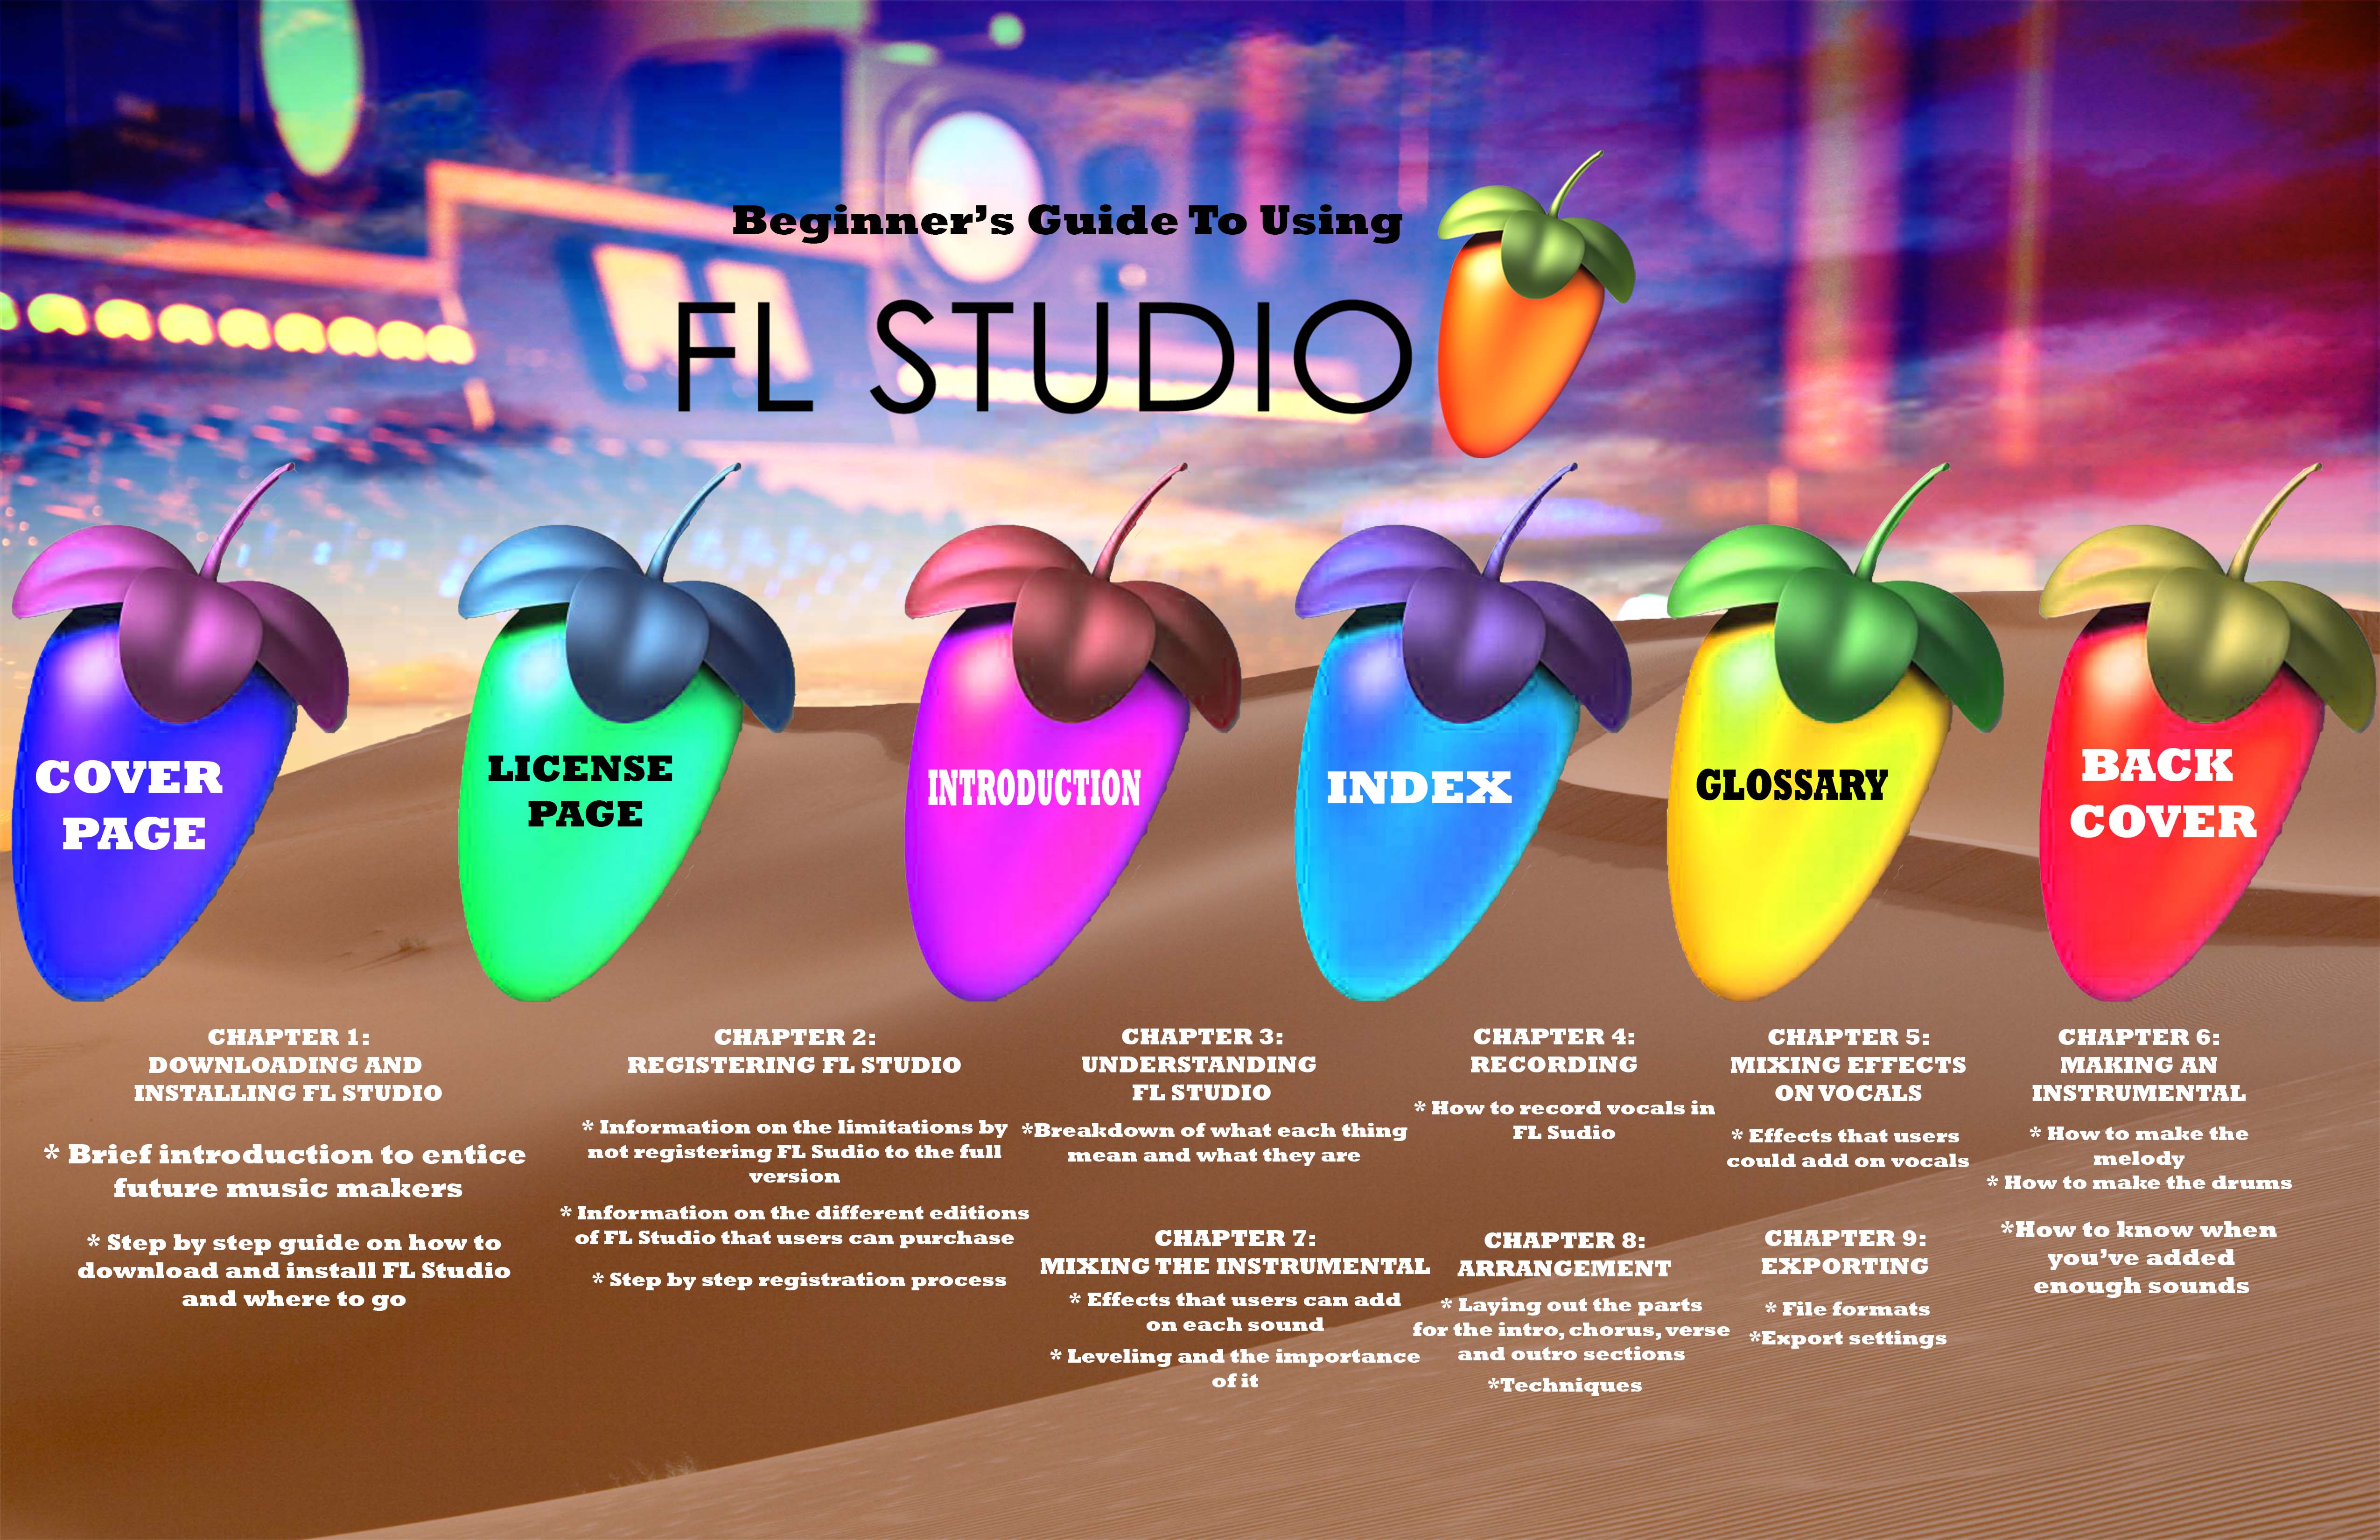 Beginner's Guide To Using
FL STUDIO
COVER
PAGE
LICENSE
PAGE
INTRODUCTION
INDEX
GLOSSARY
BACK
COVER
CHAPTER 1:
DOWNLOADING AND
INSTALLING FL STUDIO
* Brief introduction to entice
future music makers
* Step by step guide on how to
download and install FL Studio
and where to go
CHAPTER 2:
REGISTERING FL STUDIO
* Information on the limitations by
not registering FL Sudio to the full
version
* Information on the different editions
of FL Studio that users can purchase
* Step by step registration process
CHAPTER 3:
UNDERSTANDING
FL STUDIO
*Breakdown of what each thing
mean and what they are
CHAPTER 4:
RECORDING
* How to record vocals in
FL Sudio
CHAPTER 5:
MIXING EFFECTS
ON VOCALS
* Effects that users
could add on vocals
CHAPTER 6:
MAKING AN
INSTRUMENTAL
* How to make the
melody
* How to make the drums
*How to know when
you've added
enough sounds
CHAPTER 7:
MIXING THE INSTRUMENTAL
* Effects that users can add
on each sound
* Leveling and the importance
of it
CHAPTER 8:
ARRANGEMENT
* Laying out the parts
for the intro, chorus, verse
and outro sections
*Techniques
CHAPTER 9:
EXPORTING
* File formats
*Export settings